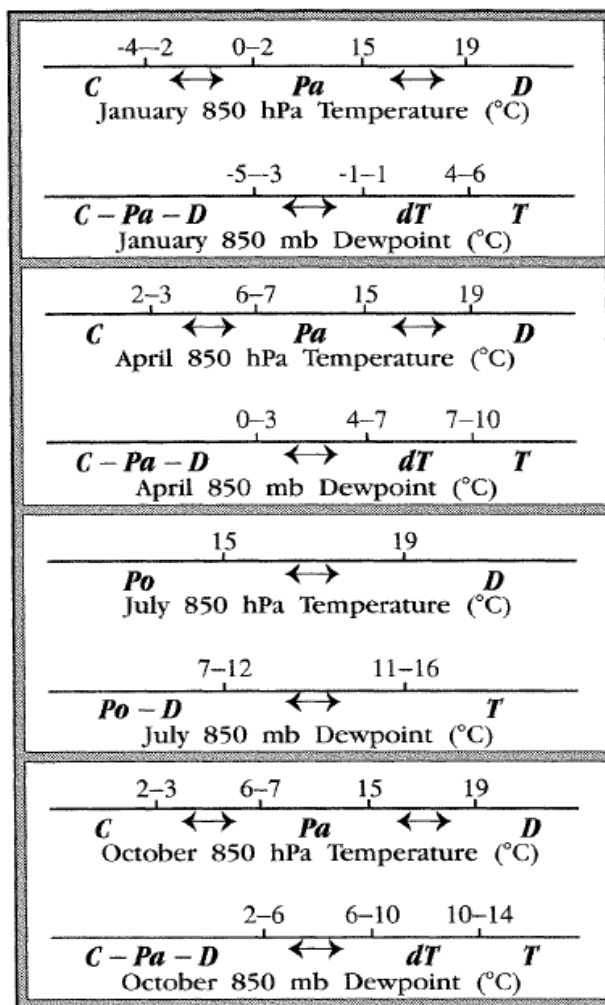 -4–-2 0–2 15 19
C ↔ Pa ↔ D
January 850 hPa Temperature (°C)
-5–-3 -1–1 4–6
C – Pa – D ↔ dT T
January 850 mb Dewpoint (°C)
2–3 6–7 15 19
C ↔ Pa ↔ D
April 850 hPa Temperature (°C)
0–3 4–7 7–10
C – Pa – D ↔ dT T
April 850 mb Dewpoint (°C)
15 19
Po ↔ D
July 850 hPa Temperature (°C)
7–12 11–16
Po – D ↔ T
July 850 mb Dewpoint (°C)
2–3 6–7 15 19
C ↔ Pa ↔ D
October 850 hPa Temperature (°C)
2–6 6–10 10–14
C – Pa – D ↔ dT T
October 850 mb Dewpoint (°C)